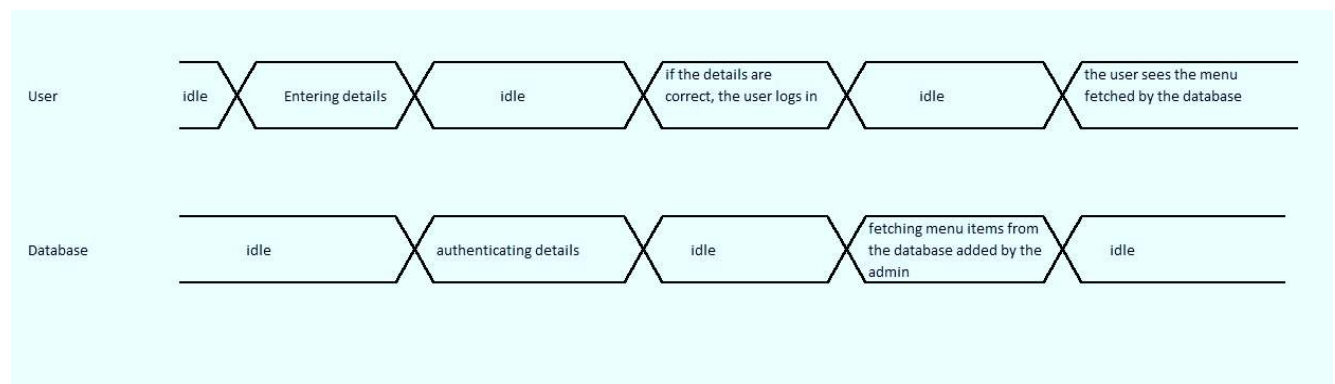 User
idle
Entering details
idle
if the details are
correct, the user logs in
idle
the user sees the menu
fetched by the database
Database
idle
authenticating details
idle
fetching menu items from
the database added by the
admin
idle